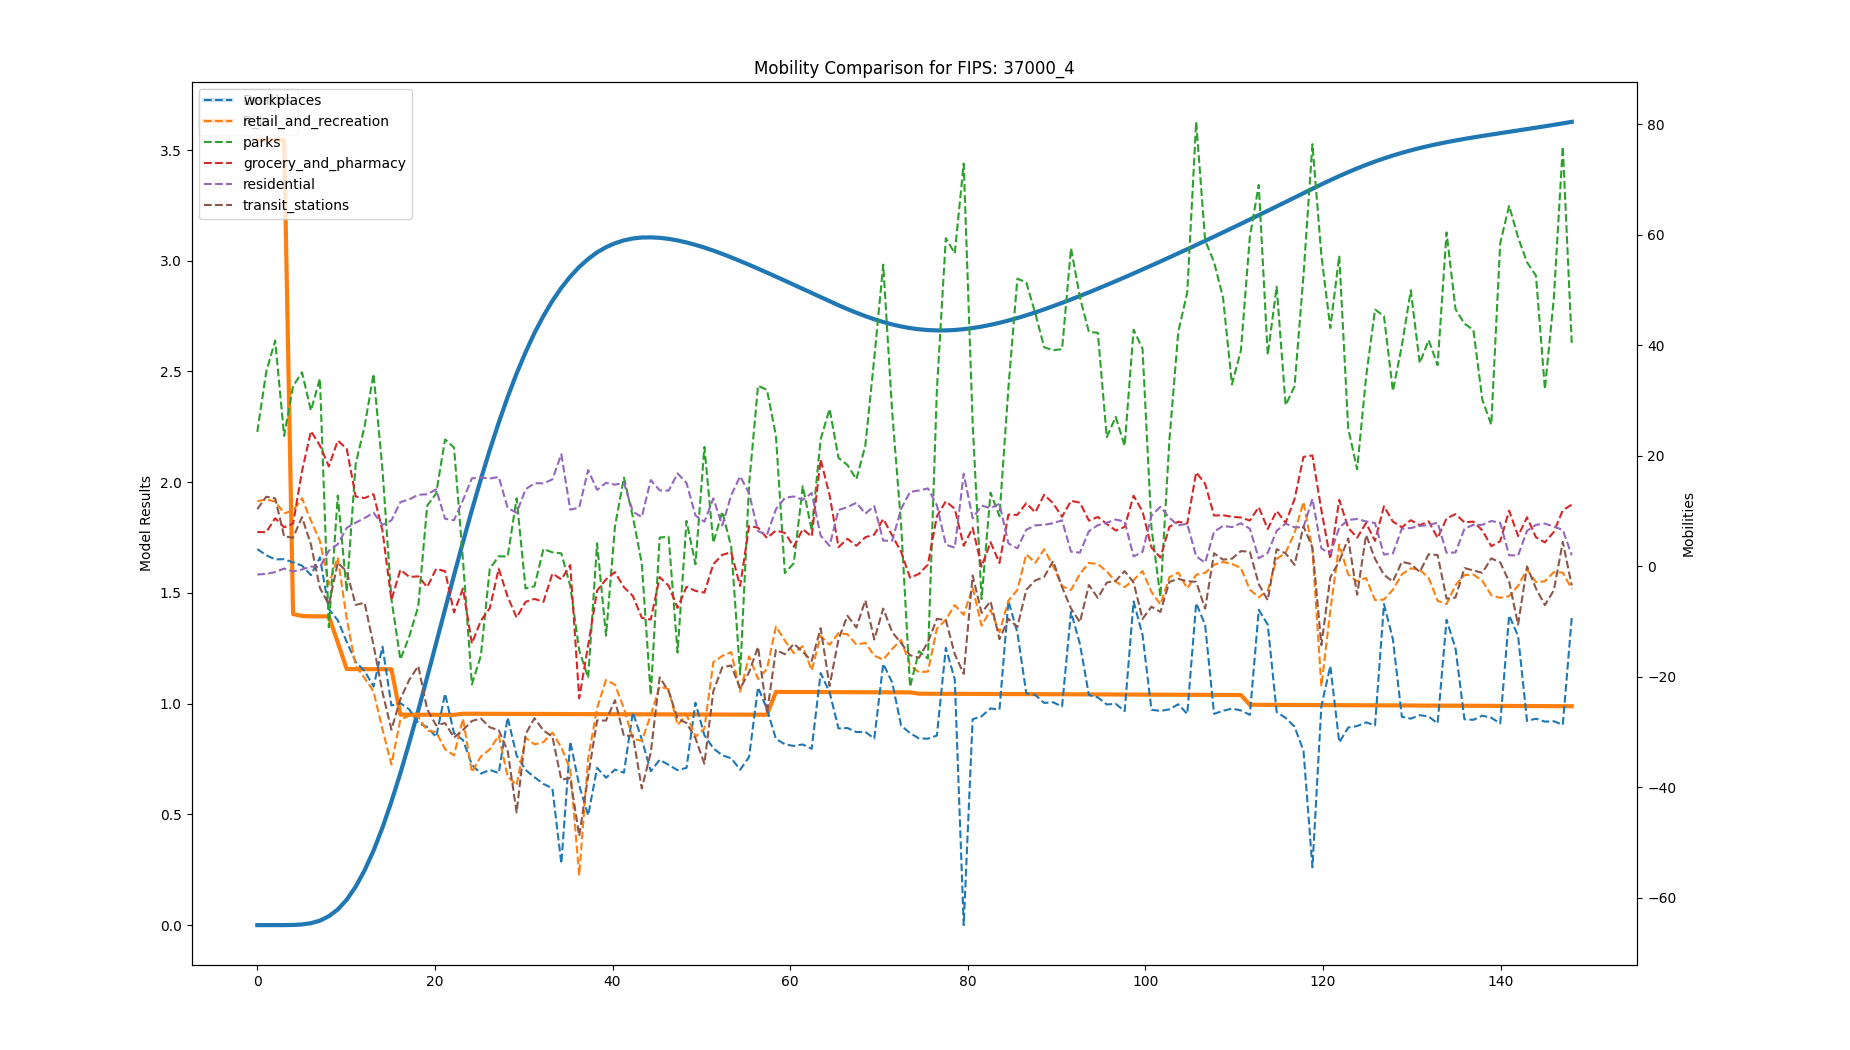 Mobility Comparison for FIPS: 37000_4
workplaces
retail_and_recreation
parks
grocery_and_pharmacy
residential
transit_stations
Model Results
3.5
3.0
2.5
2.0
1.5
1.0
0.5
0.0
80
60
40
20
0
−20
−40
−60
Mobilitiies
0
20
40
60
80
100
120
140